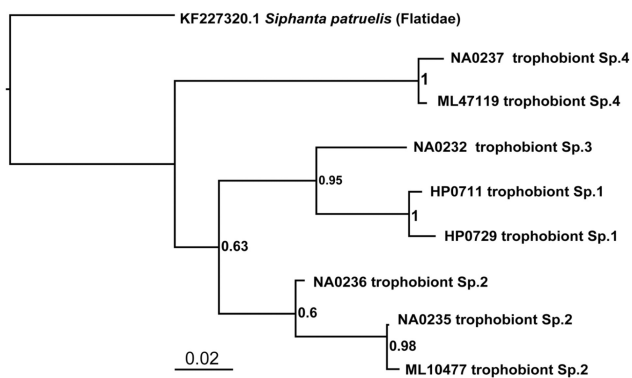 KF227320.1 Siphanta patruelis (Flatidae)
NA0237 trophobiont Sp.4
1
ML47119 trophobiont Sp.4
NA0232 trophobiont Sp.3
0.95
HP0711 trophobiont Sp.1
1
HP0729 trophobiont Sp.1
0.63
NA0236 trophobiont Sp.2
0.6
NA0235 trophobiont Sp.2
0.98
ML10477 trophobiont Sp.2
0.02